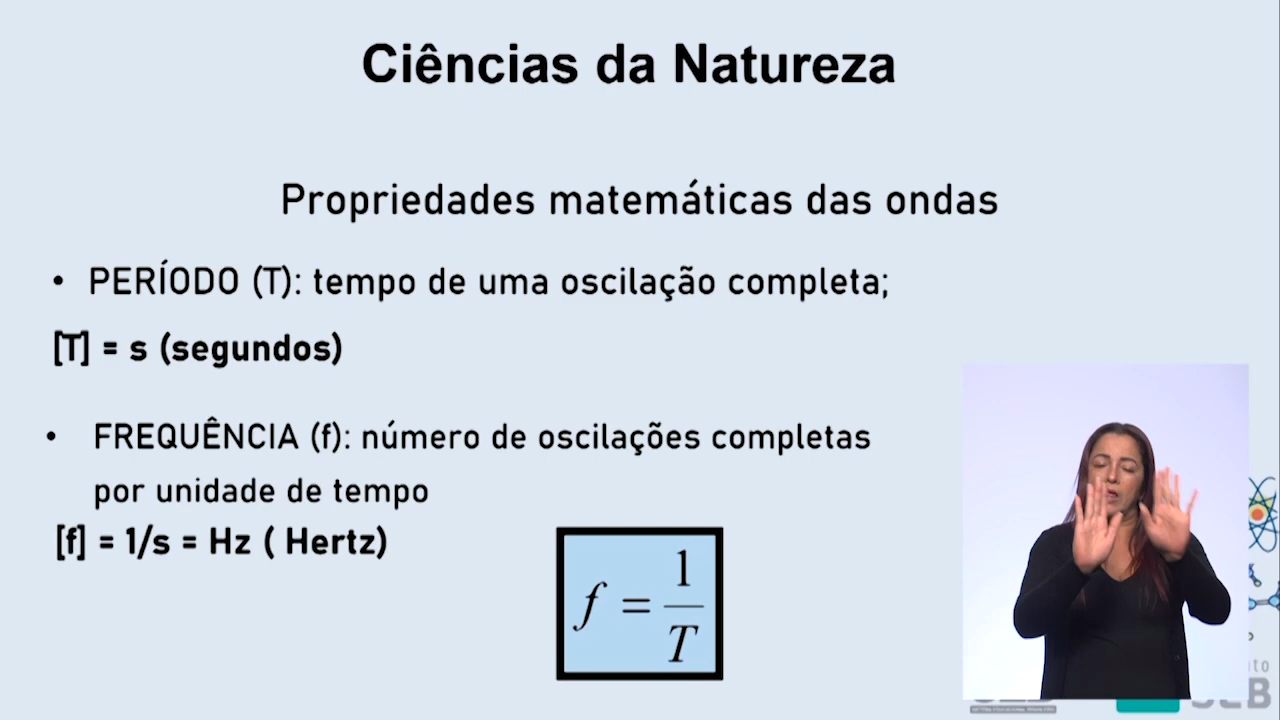 Ciências da Natureza
Propriedades matemáticas das ondas
• PERÍODO (T): tempo de uma oscilação completa;
[T] = s (segundos)
• FREQUÊNCIA (f): número de oscilações completas
por unidade de tempo
[f] = 1/s = Hz ( Hertz)
f = 1/T